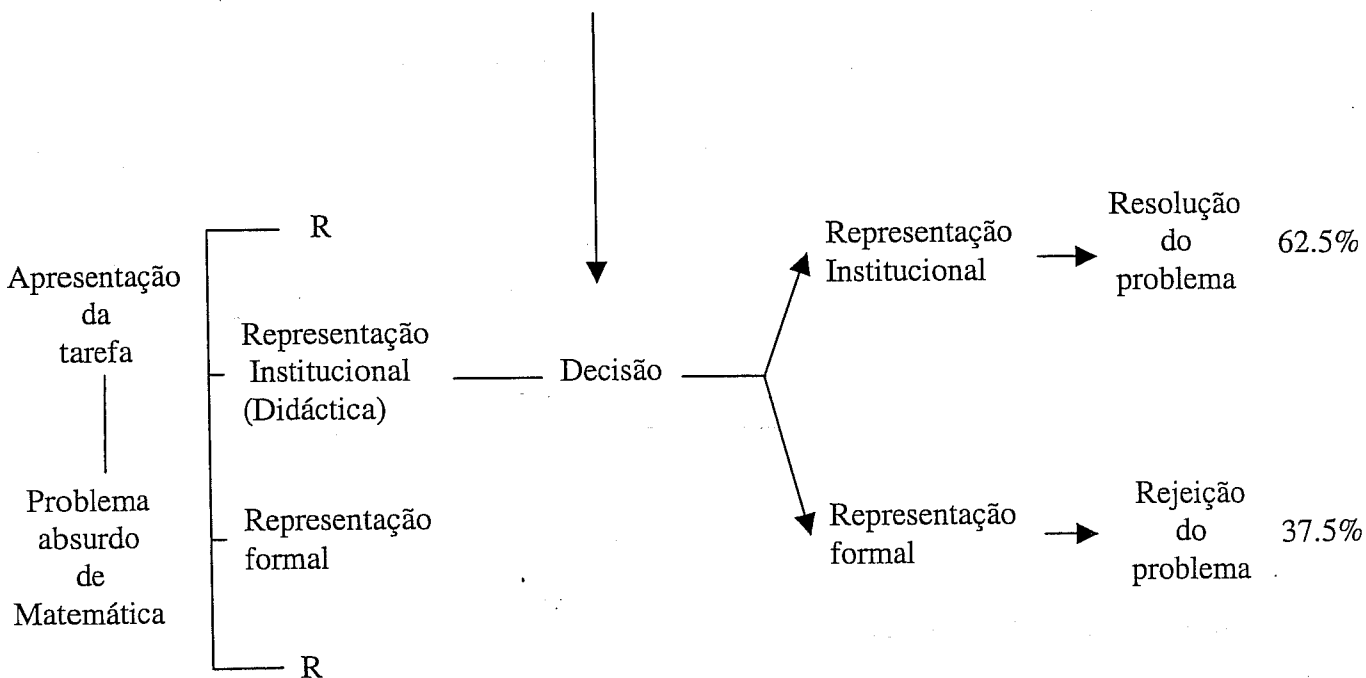 R
Apresentação
da
tarefa
Problema
absurdo
de
Matemática
Representação
Institucional
(Didáctica)
Representação
formal
R
Decisão
Representação
Institucional
Resolução
do
problema
62.5%
Representação
formal
Rejeição
do
problema
37.5%